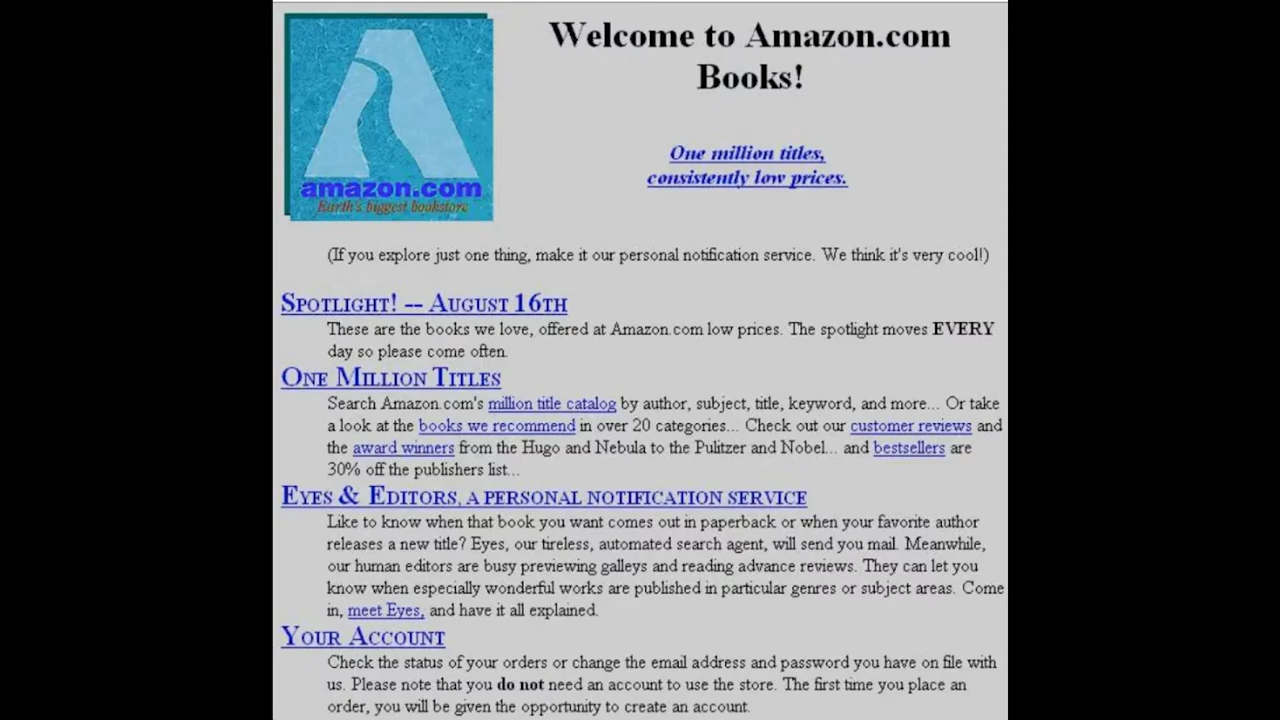 Welcome to Amazon.com
Books!
One million titles,
consistently low prices.
amazon.com
Earth's biggest bookstore
(If you explore just one thing, make it our personal notification service. We think it's very cool!)
SPOTLIGHT! -- AUGUST 16TH
These are the books we love, offered at Amazon.com low prices. The spotlight moves EVERY
day so please come often.
ONE MILLION TITLES
Search Amazon.com's million title catalog by author, subject, title, keyword, and more... Or take
a look at the books we recommend in over 20 categories... Check out our customer reviews and
the award winners from the Hugo and Nebula to the Pulitzer and Nobel... and bestsellers are
30% off the publishers list...
EYES & EDITORS, A PERSONAL NOTIFICATION SERVICE
Like to know when that book you want comes out in paperback or when your favorite author
releases a new title? Eyes, our tireless, automated search agent, will send you mail. Meanwhile,
our human editors are busy previewing galleys and reading advance reviews. They can let you
know when especially wonderful works are published in particular genres or subject areas. Come
in, meet Eyes, and have it all explained.
YOUR ACCOUNT
Check the status of your orders or change the email address and password you have on file with
us. Please note that you do not need an account to use the store. The first time you place an
order, you will be given the opportunity to create an account.